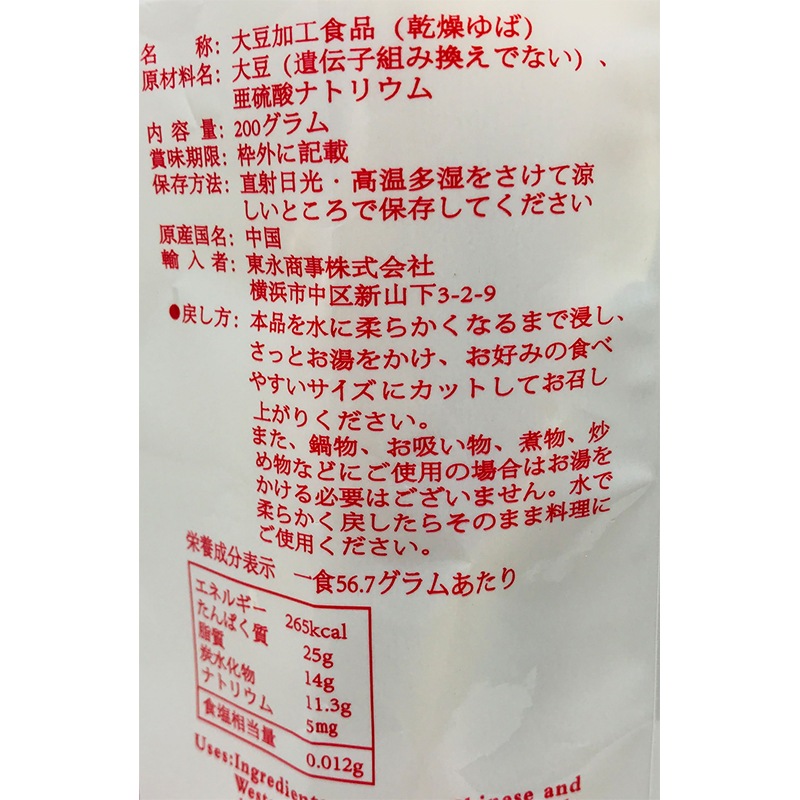 名 称: 大豆加工食品（乾燥ゆば）
原材料名: 大豆（遺伝子組み換えでない）、
亜硫酸ナトリウム
内 容 量: 200グラム
賞味期限: 枠外に記載
保存方法: 直射日光・高温多湿をさけて涼
しいところで保存してください
原産国名: 中国
輸 入 者: 東永商事株式会社
横浜市中区新山下3-2-9
●戻し方: 本品を水に柔らかくなるまで浸し、
さっとお湯をかけ、お好みの食べ
やすいサイズにカットしてお召し
上がりください。
また、鍋物、お吸い物、煮物、炒
め物などにご使用の場合はお湯を
かける必要はございません。水で
柔らかく戻したらそのまま料理に
ご使用ください。
栄養成分表示 一食56.7グラムあたり
エネルギー 265kcal
たんぱく質 25g
脂質 14g
炭水化物 11.3g
ナトリウム 5mg
食塩相当量 0.012g
Uses:Ingredient
and